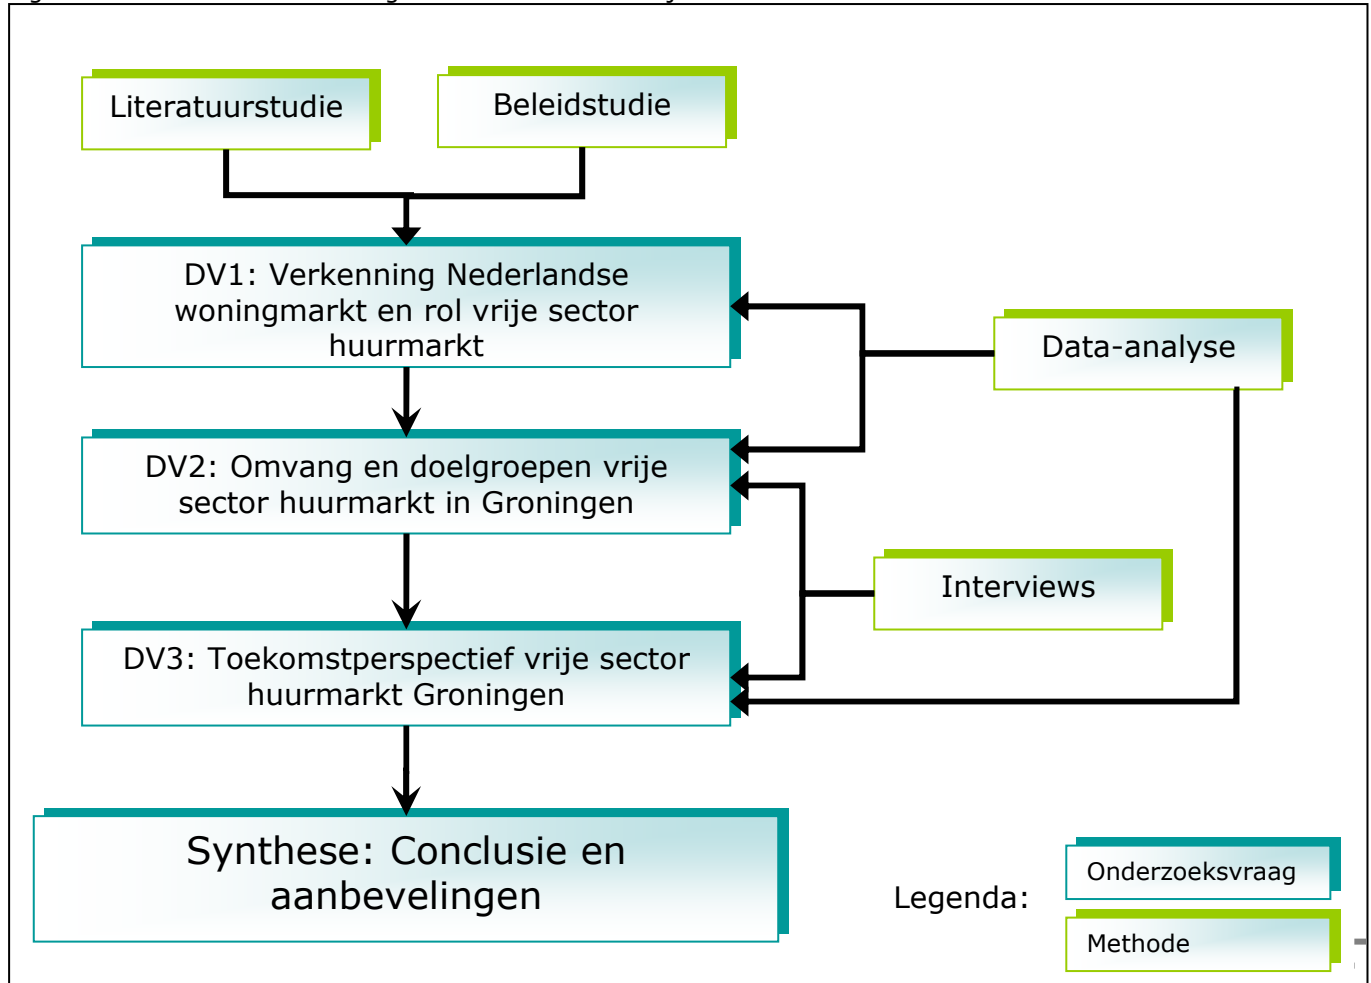 Literatuurstudie
Beleidstudie
DV1: Verkenning Nederlandse
woningmarkt en rol vrije sector
huurmarkt
Data-analyse
DV2: Omvang en doelgroepen vrije
sector huurmarkt in Groningen
Interviews
DV3: Toekomstperspectief vrije sector
huurmarkt Groningen
Synthese: Conclusie en
aanbevelingen
Legenda:
Onderzoeksvraag
Methode